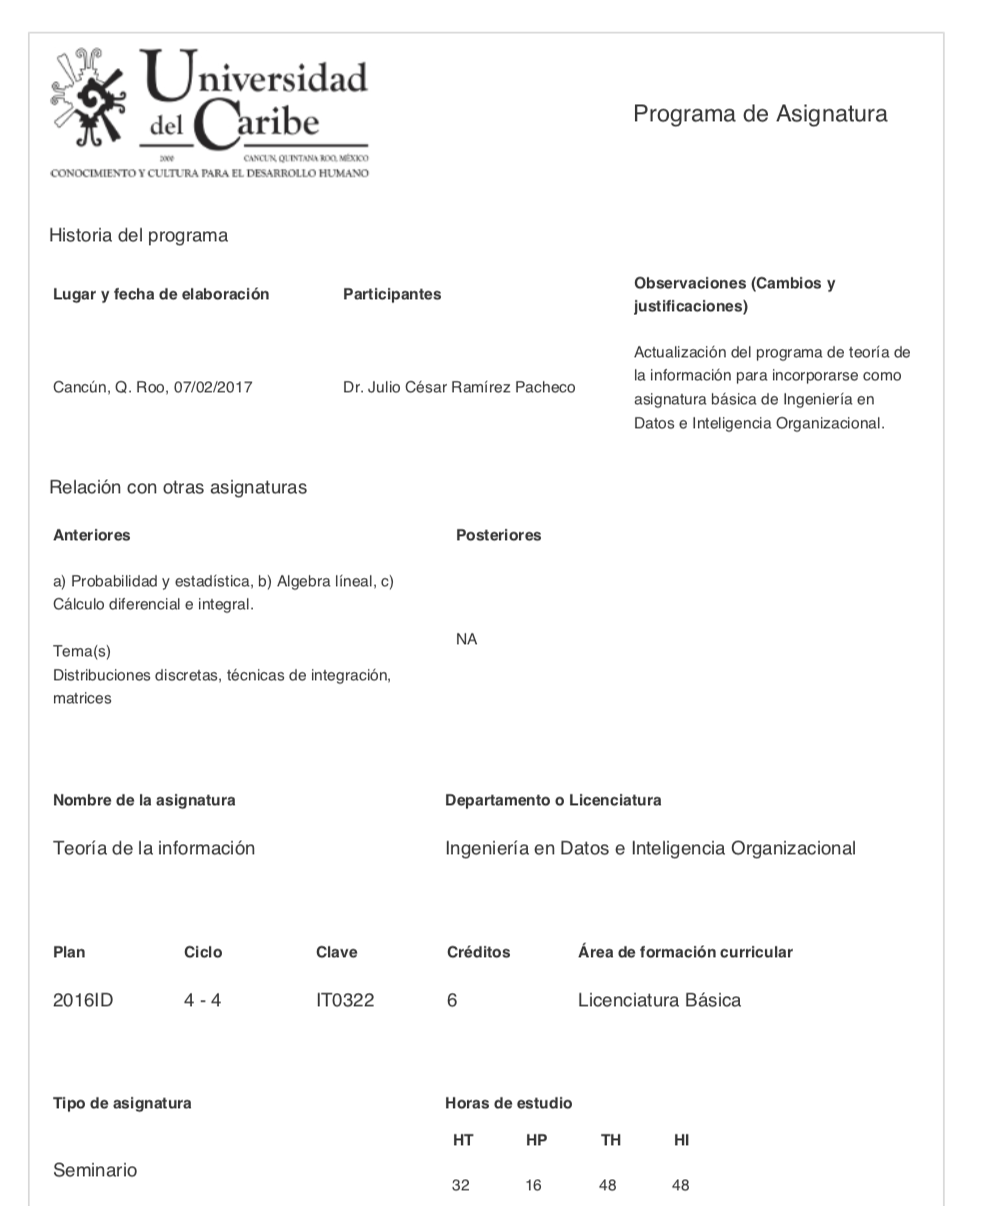 Universidad
del Caribe
2000 CANCUN, QUINTANA ROO, MÉXICO
CONOCIMIENTO Y CULTURA PARA EL DESARROLLO HUMANO
Programa de Asignatura
Historia del programa
Lugar y fecha de elaboración
Participantes
Observaciones (Cambios y
justificaciones)
Cancún, Q. Roo, 07/02/2017
Dr. Julio César Ramírez Pacheco
Actualización del programa de teoría de
la información para incorporarse como
asignatura básica de Ingeniería en
Datos e Inteligencia Organizacional.
Relación con otras asignaturas
Anteriores
Posteriores
a) Probabilidad y estadística, b) Algebra líneal, c)
Cálculo diferencial e integral.
Tema(s)
Distribuciones discretas, técnicas de integración,
matrices
NA
Nombre de la asignatura
Departamento o Licenciatura
Teoría de la información
Ingeniería en Datos e Inteligencia Organizacional
Plan Ciclo Clave Créditos Área de formación curricular
2016ID 4 - 4 IT0322 6 Licenciatura Básica
Tipo de asignatura
Horas de estudio
HT HP TH HI
Seminario
32 16 48 48